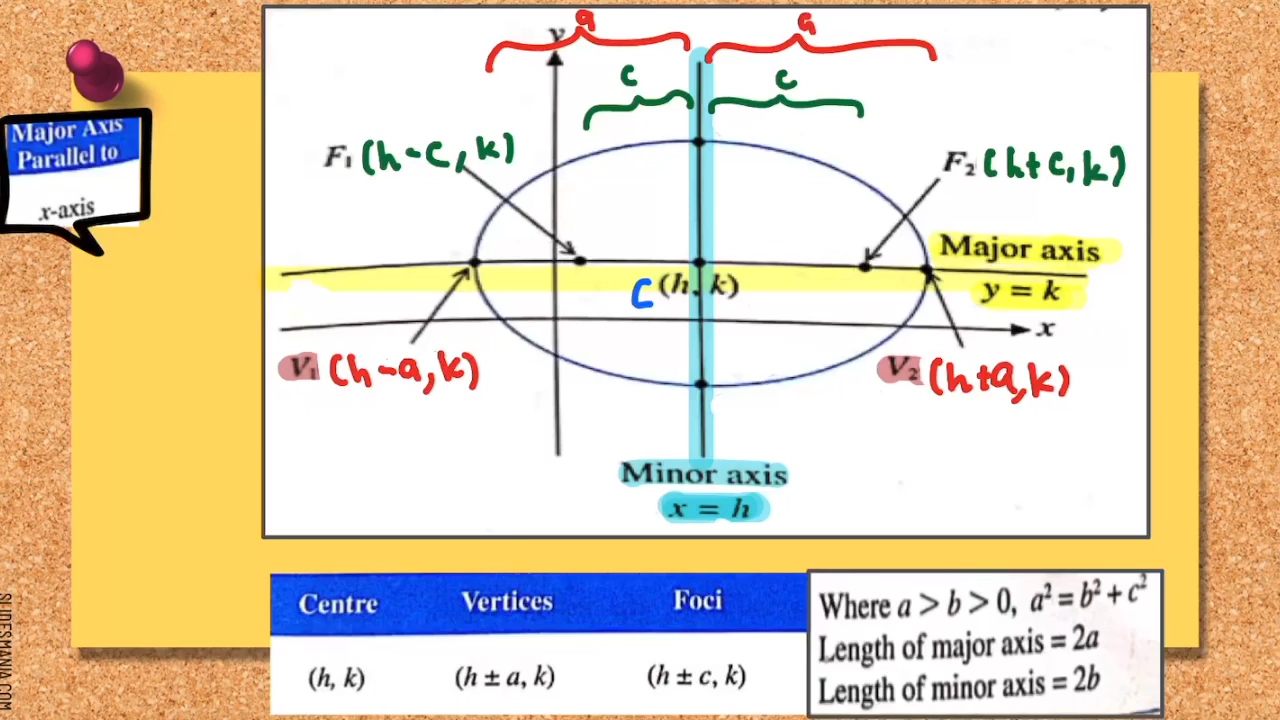 Major Axis
Parallel to
x-axis
a
a
y
c
c
F₁ (h-c, k)
F₂ (h+c, k)
Major axis
y = k
C (h, k)
x
V₁ (h-a, k)
V₂ (h+a, k)
Minor axis
x = h
Centre Vertices Foci
(h, k) (h ± a, k) (h ± c, k)
Where a > b > 0, a² = b² + c²
Length of major axis = 2a
Length of minor axis = 2b
SLIDESMANIA.COM